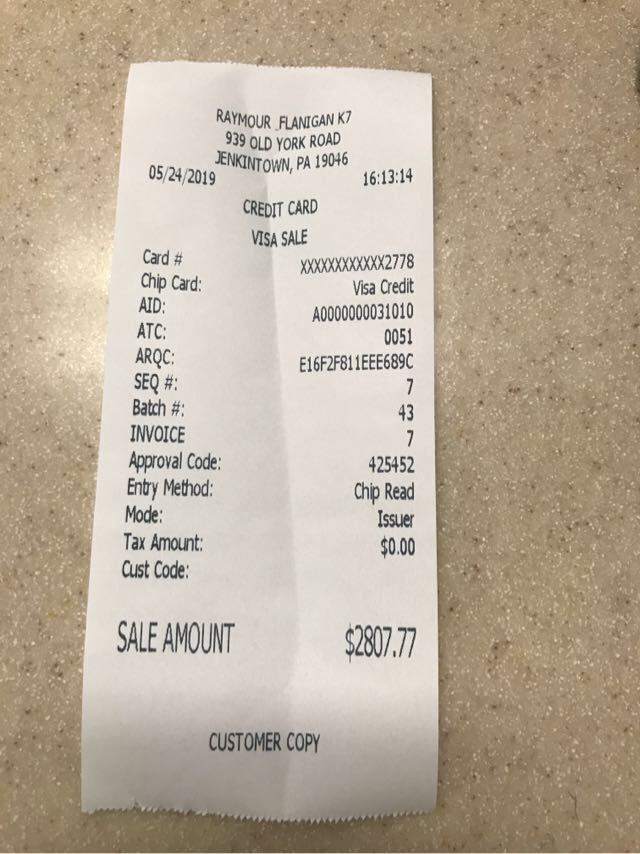 RAYMOUR_FLANIGAN K7
939 OLD YORK ROAD
JENKINTOWN, PA 19046
05/24/2019 16:13:14
CREDIT CARD
VISA SALE
Card # XXXXXXXXXXXX2778
Chip Card: Visa Credit
AID: A0000000031010
ATC: 0051
ARQC: E16F2F811EEE689C
SEQ #: 7
Batch #: 43
INVOICE 7
Approval Code: 425452
Entry Method: Chip Read
Mode: Issuer
Tax Amount: $0.00
Cust Code:
SALE AMOUNT $2807.77
CUSTOMER COPY